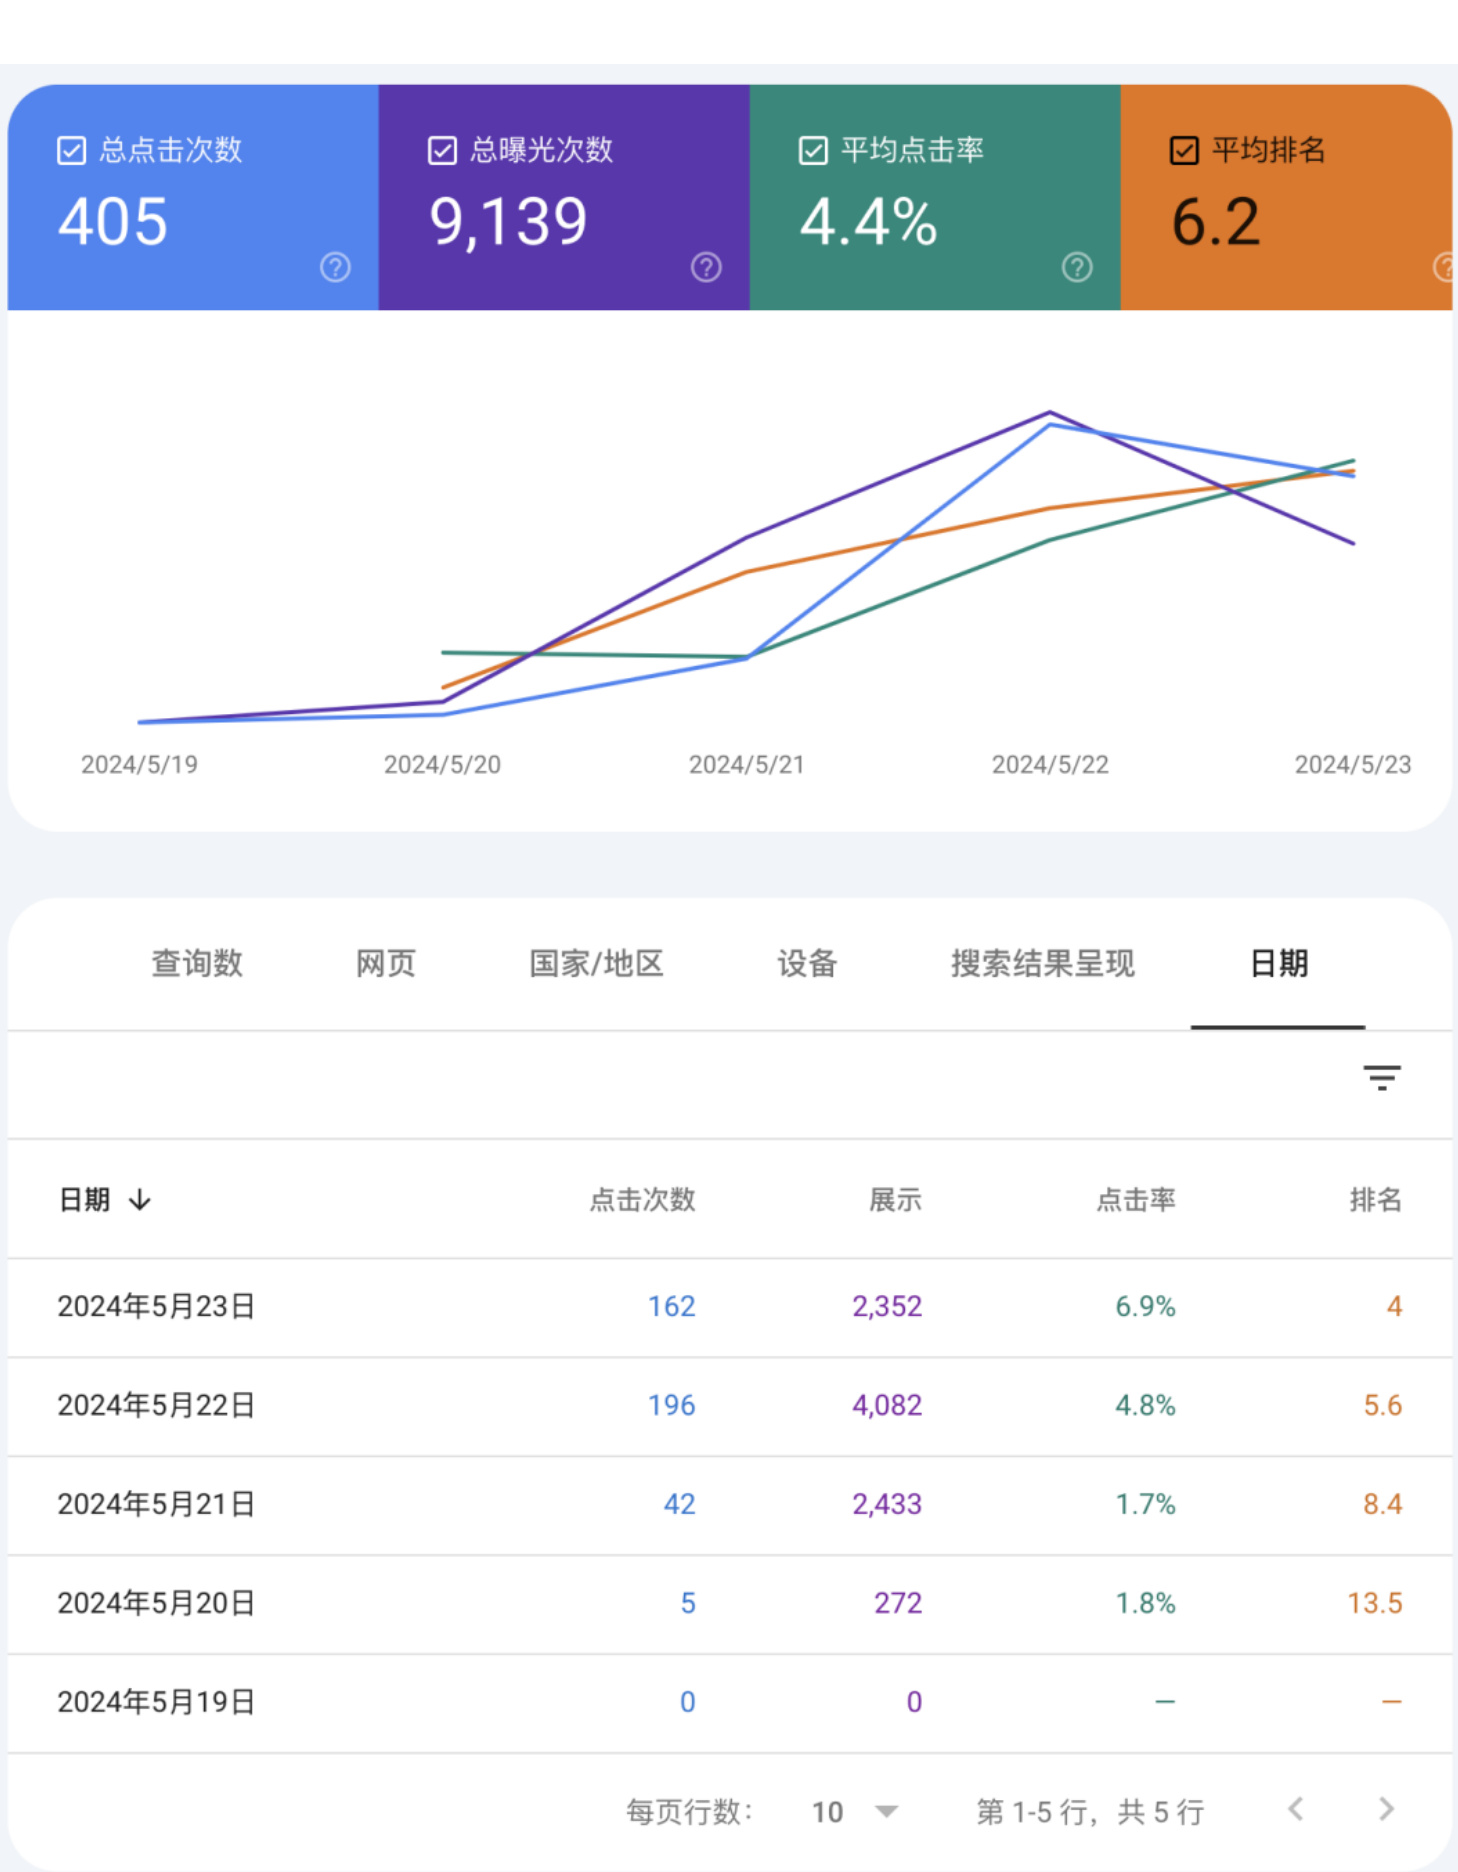 总点击次数 总曝光次数 平均点击率 平均排名
405 9,139 4.4% 6.2
2024/5/19 2024/5/20 2024/5/21 2024/5/22 2024/5/23
查询数 网页 国家/地区 设备 搜索结果呈现 日期
日期 ↓ 点击次数 展示 点击率 排名
2024年5月23日 162 2,352 6.9% 4
2024年5月22日 196 4,082 4.8% 5.6
2024年5月21日 42 2,433 1.7% 8.4
2024年5月20日 5 272 1.8% 13.5
2024年5月19日 0 0 – –
每页行数: 10 第 1-5 行，共 5 行